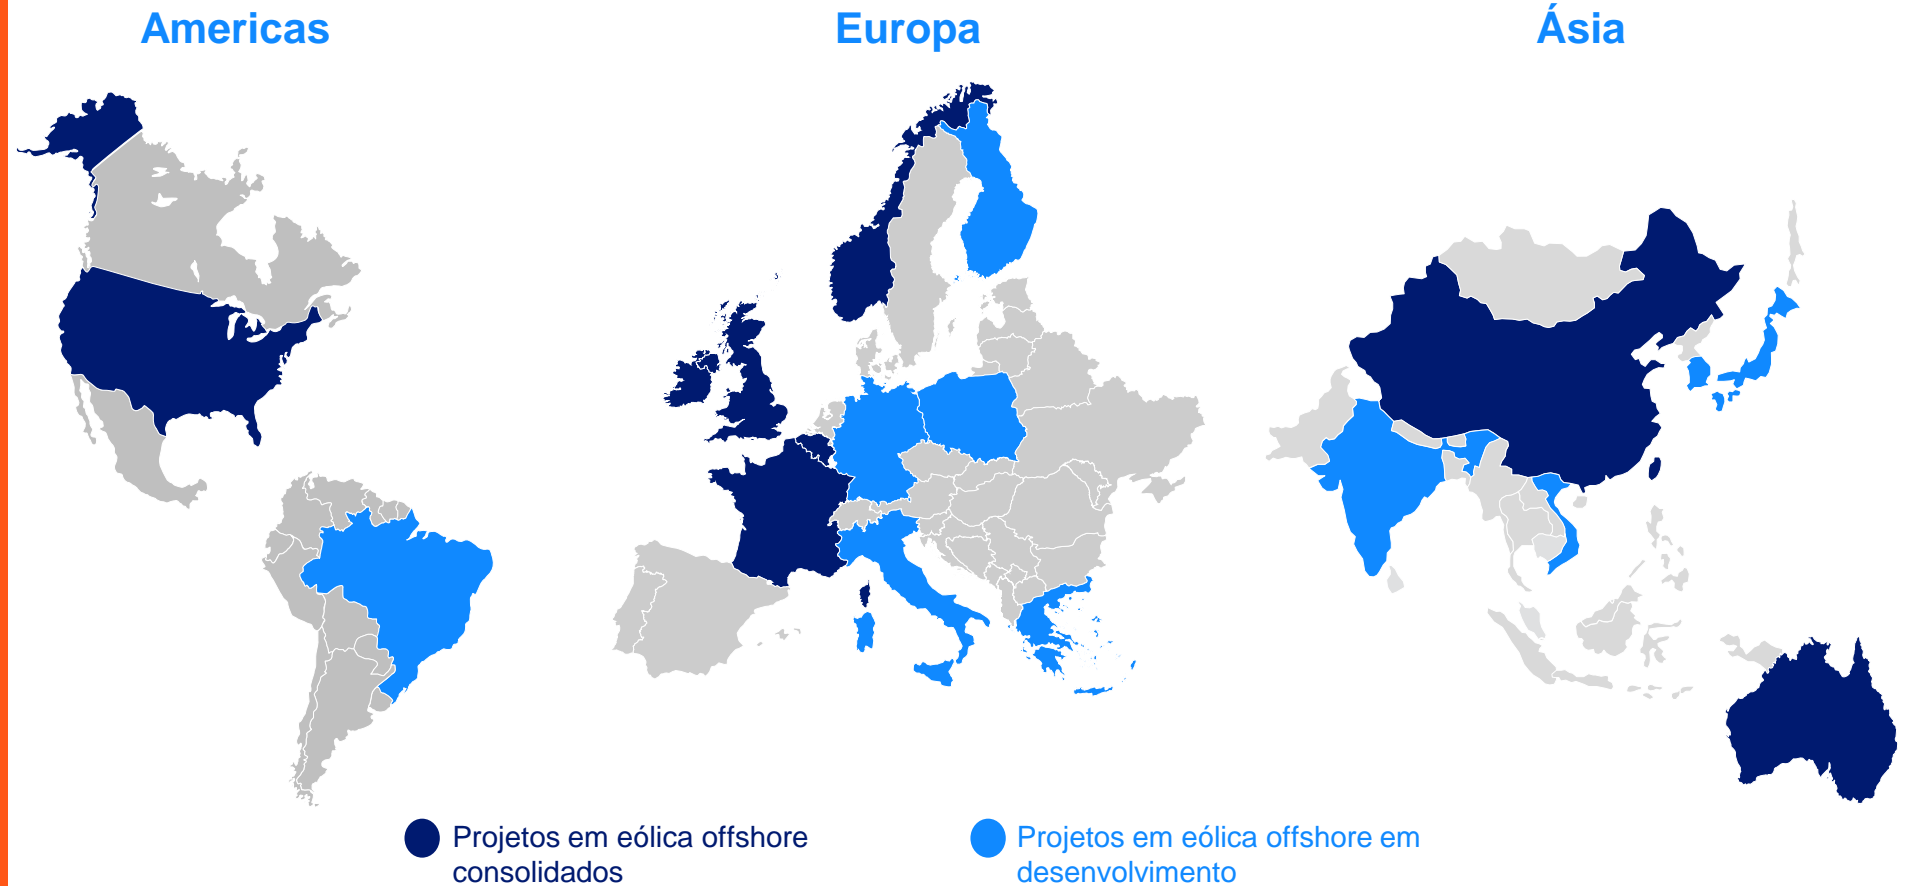 Americas
Europa
Ásia
Projetos em eólica offshore
consolidados
Projetos em eólica offshore em
desenvolvimento